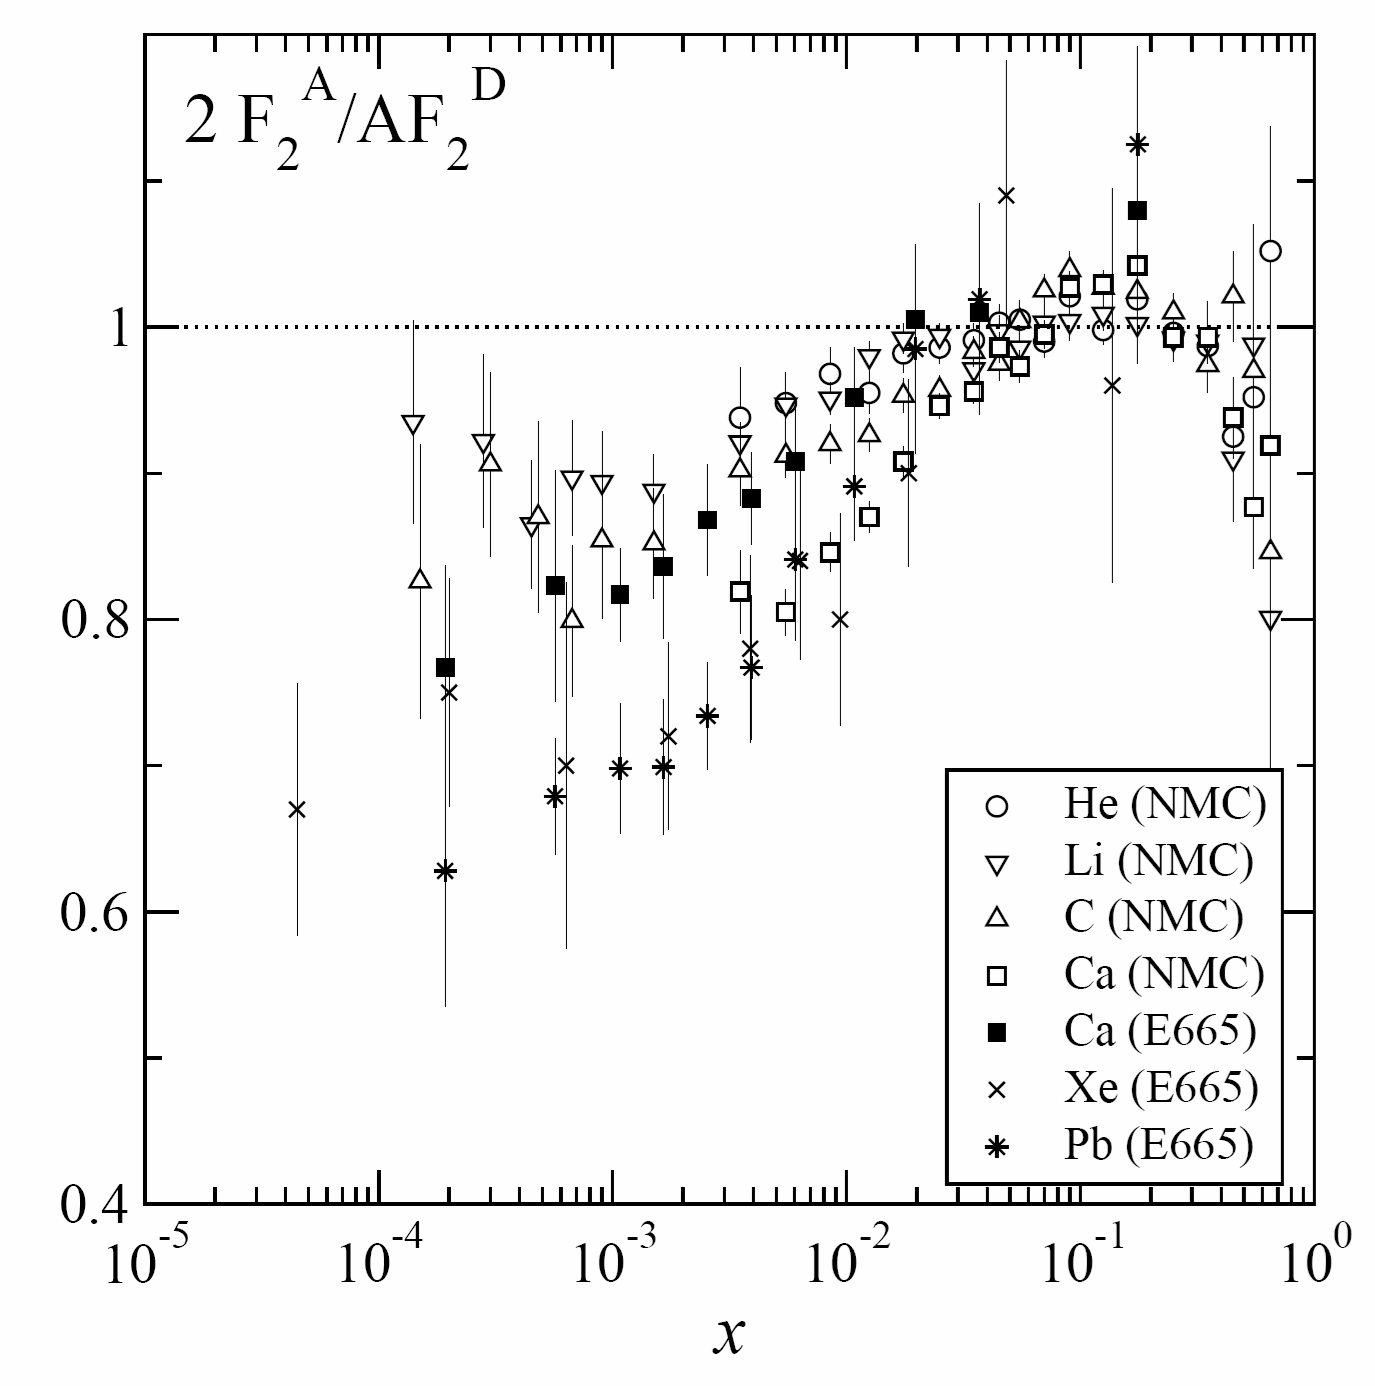 2 F₂ᴬ/AF₂ᴰ
1
0.8
0.6
0.4
10⁻⁵ 10⁻⁴ 10⁻³ 10⁻² 10⁻¹ 10⁰
x
He (NMC)
Li (NMC)
C (NMC)
Ca (NMC)
Ca (E665)
Xe (E665)
Pb (E665)